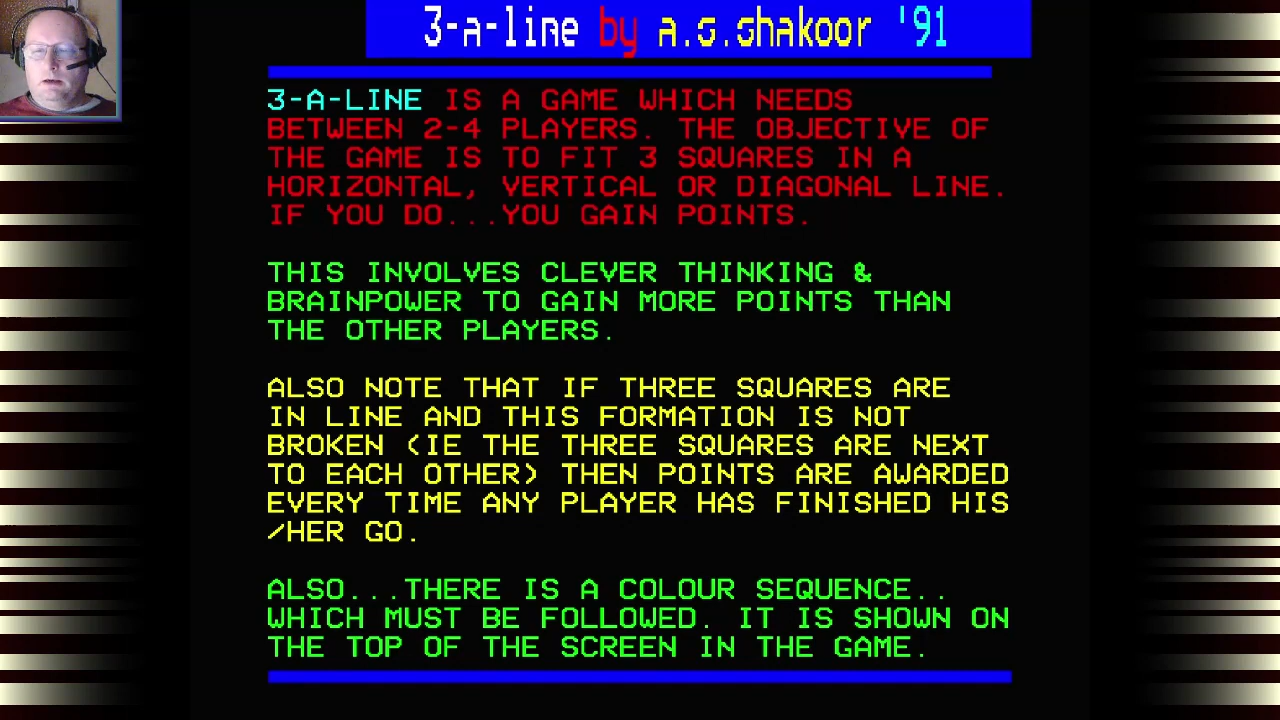 3-a-line by a.s.shakoor '91
3-A-LINE IS A GAME WHICH NEEDS
BETWEEN 2-4 PLAYERS. THE OBJECTIVE OF
THE GAME IS TO FIT 3 SQUARES IN A
HORIZONTAL, VERTICAL OR DIAGONAL LINE.
IF YOU DO...YOU GAIN POINTS.
THIS INVOLVES CLEVER THINKING &
BRAINPOWER TO GAIN MORE POINTS THAN
THE OTHER PLAYERS.
ALSO NOTE THAT IF THREE SQUARES ARE
IN LINE AND THIS FORMATION IS NOT
BROKEN (IE THE THREE SQUARES ARE NEXT
TO EACH OTHER) THEN POINTS ARE AWARDED
EVERY TIME ANY PLAYER HAS FINISHED HIS
/HER GO.
ALSO...THERE IS A COLOUR SEQUENCE..
WHICH MUST BE FOLLOWED. IT IS SHOWN ON
THE TOP OF THE SCREEN IN THE GAME.